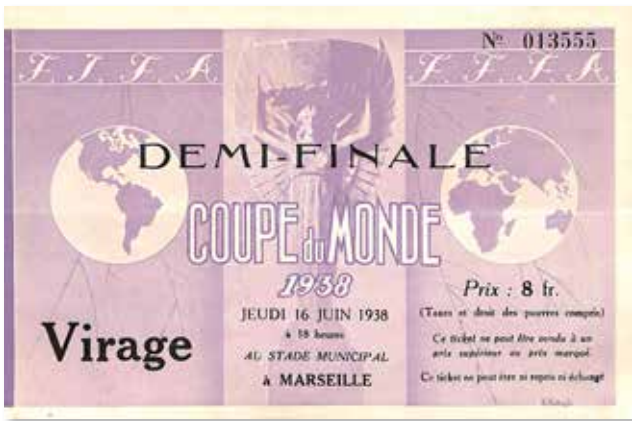 Nº 013555
F. I. F. A
F. I. F. A
DEMI-FINALE
COUPE du MONDE
1938
JEUDI 16 JUIN 1938
à 18 heures
AU STADE MUNICIPAL
à MARSEILLE
Virage
Prix : 8 fr.
(Taxes et droit des pauvres compris)
Ce ticket ne peut être vendu à un
prix supérieur au prix marqué.
Ce ticket ne peut être ni repris ni échangé